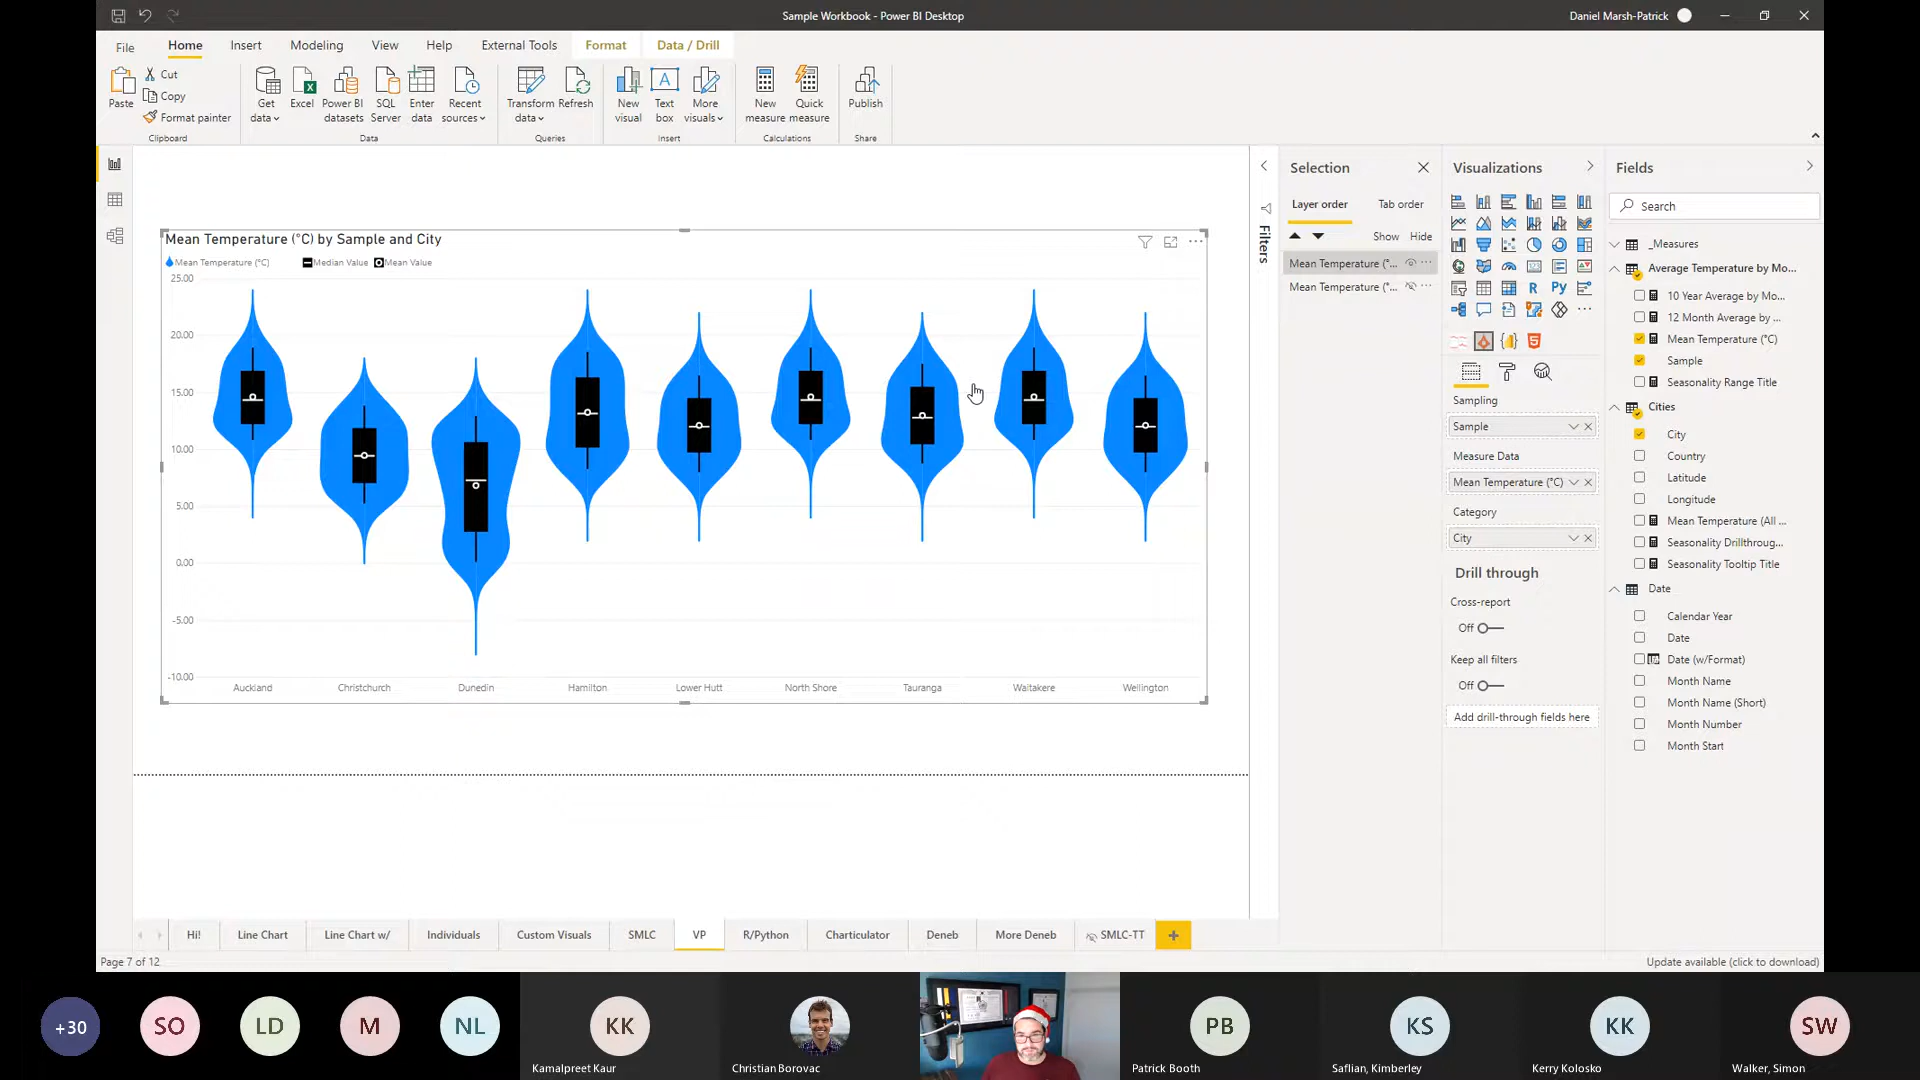 Sample Workbook - Power BI Desktop
Daniel Marsh-Patrick
File
Home
Insert
Modeling
View
Help
External Tools
Format
Data / Drill
Paste
Cut
Copy
Format painter
Clipboard
Get data
Excel
Power BI datasets
SQL Server
Enter data
Recent sources
Data
Transform data
Refresh
Queries
New visual
Text box
More visuals
Insert
New measure
Quick measure
Calculations
Publish
Share
Mean Temperature (°C) by Sample and City
Mean Temperature (°C)
Median Value
Mean Value
25.00
20.00
15.00
10.00
5.00
0.00
-5.00
-10.00
Auckland
Christchurch
Dunedin
Hamilton
Lower Hutt
North Shore
Tauranga
Waitakere
Wellington
Filters
Selection
Layer order
Tab order
Show
Hide
Mean Temperature (°...
Mean Temperature (°...
Visualizations
R
Py
Sampling
Sample
Measure Data
Mean Temperature (°C)
Category
City
Drill through
Cross-report
Off
Keep all filters
Off
Add drill-through fields here
Fields
Search
_Measures
Average Temperature by Mo...
10 Year Average by Mo...
12 Month Average by ...
Mean Temperature (°C)
Sample
Seasonality Range Title
Cities
City
Country
Latitude
Longitude
Mean Temperature (All ...
Seasonality Drillthroug...
Seasonality Tooltip Title
Date
Calendar Year
Date
Date (w/Format)
Month Name
Month Name (Short)
Month Number
Month Start
Hi!
Line Chart
Line Chart w/
Individuals
Custom Visuals
SMLC
VP
R/Python
Charticulator
Deneb
More Deneb
SMLC-TT
+
Page 7 of 12
Update available (click to download)
+30
SO
LD
M
NL
KK
Kamalpreet Kaur
Christian Borovac
PB
Patrick Booth
KS
Saflian, Kimberley
KK
Kerry Kolosko
SW
Walker, Simon